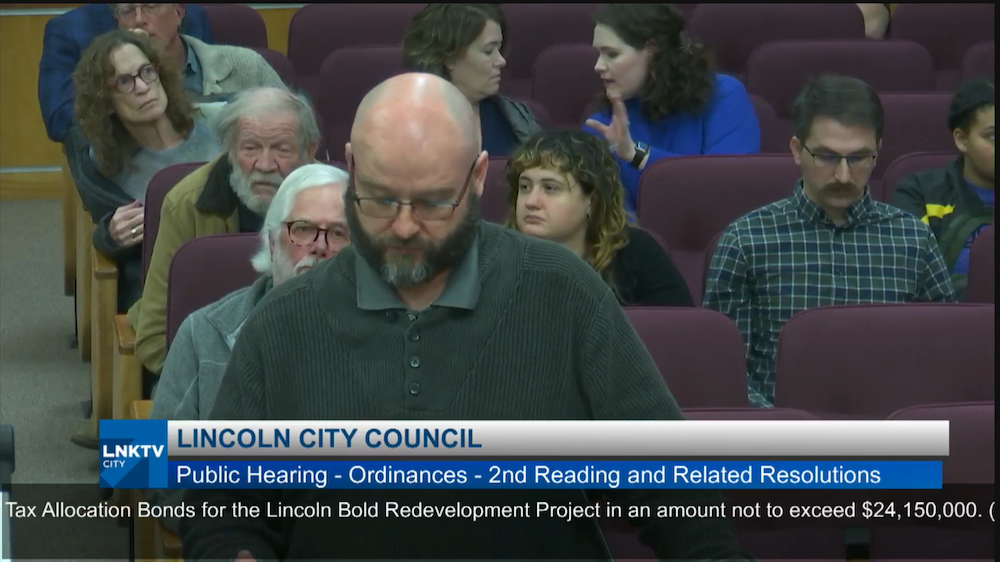 LNKTV
CITY
LINCOLN CITY COUNCIL
Public Hearing - Ordinances - 2nd Reading and Related Resolutions
Tax Allocation Bonds for the Lincoln Bold Redevelopment Project in an amount not to exceed $24,150,000. (